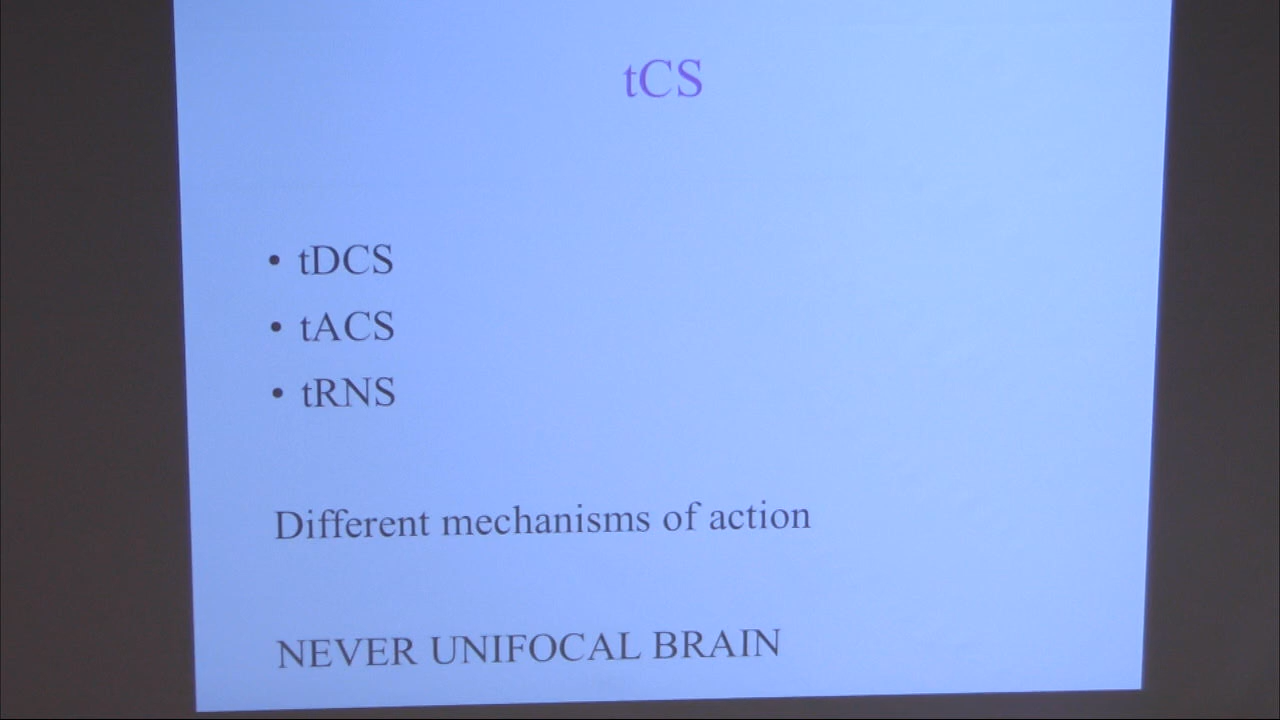 tCS
• tDCS
• tACS
• tRNS
Different mechanisms of action
NEVER UNIFOCAL BRAIN